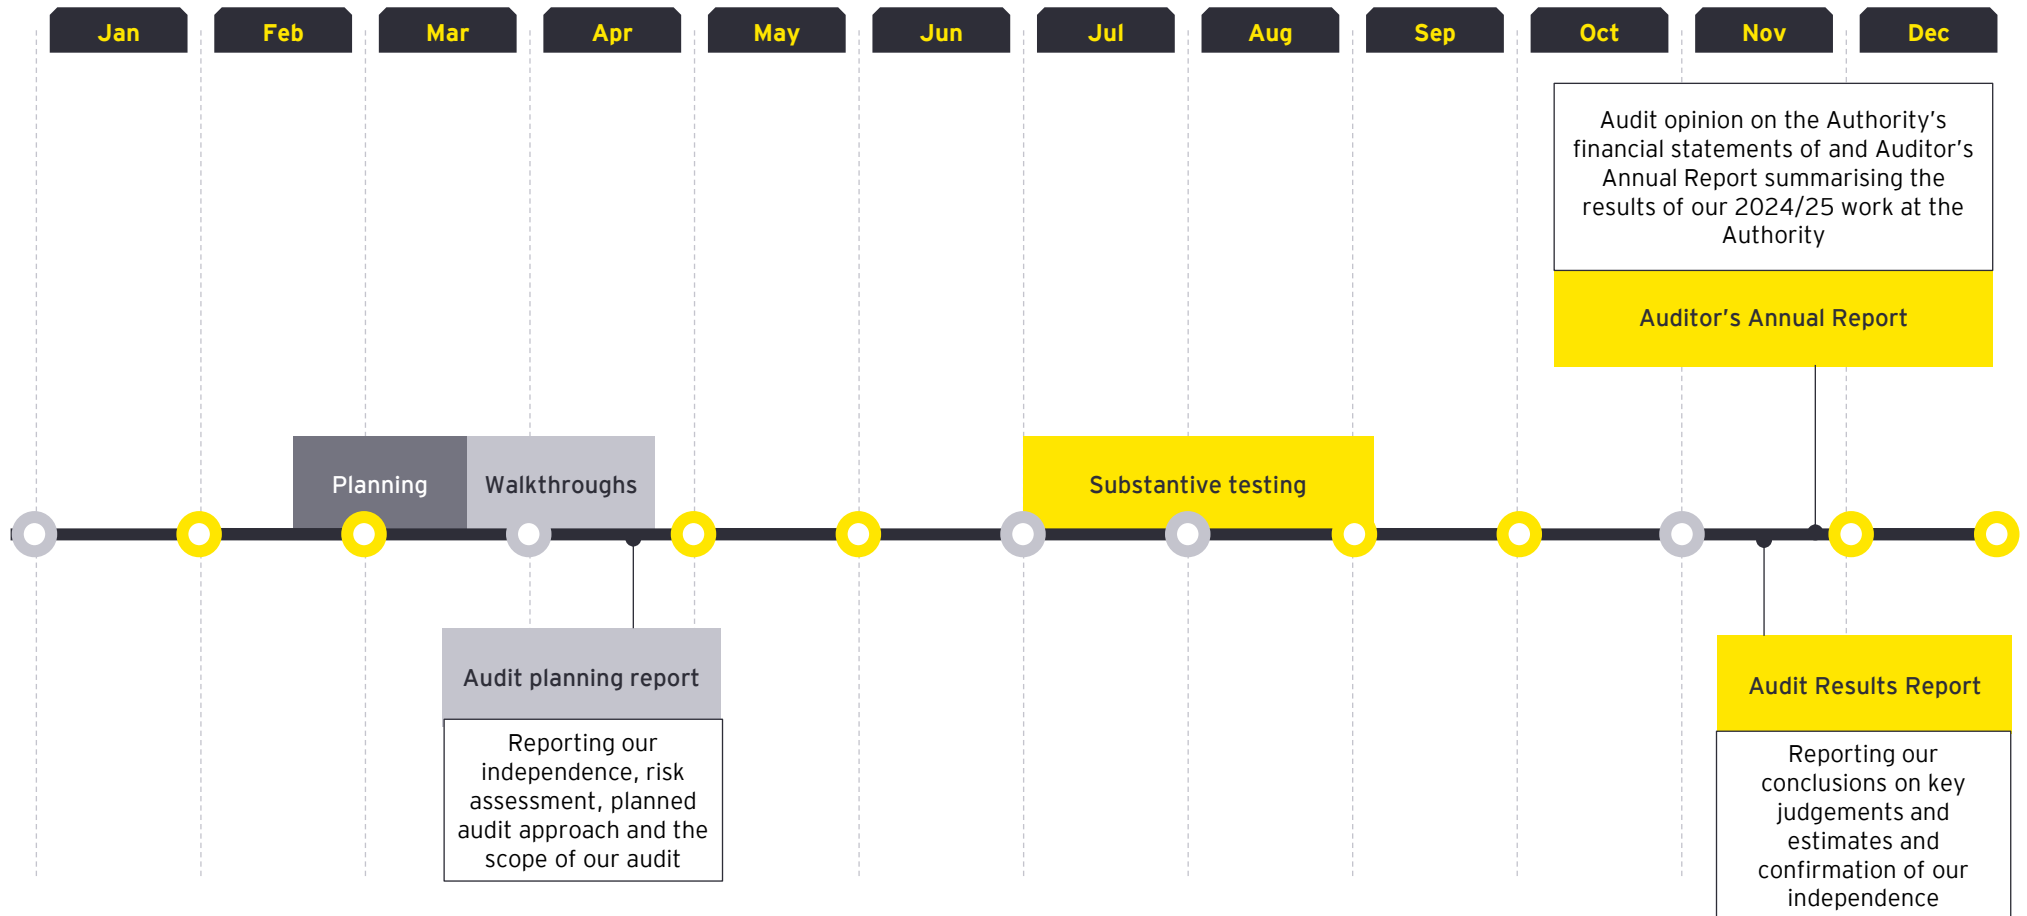 Jan Feb Mar Apr May Jun Jul Aug Sep Oct Nov Dec
Audit opinion on the Authority’s
financial statements of and Auditor’s
Annual Report summarising the
results of our 2024/25 work at the
Authority
Auditor’s Annual Report
Planning
Walkthroughs
Substantive testing
Audit planning report
Reporting our
independence, risk
assessment, planned
audit approach and the
scope of our audit
Audit Results Report
Reporting our
conclusions on key
judgements and
estimates and
confirmation of our
independence